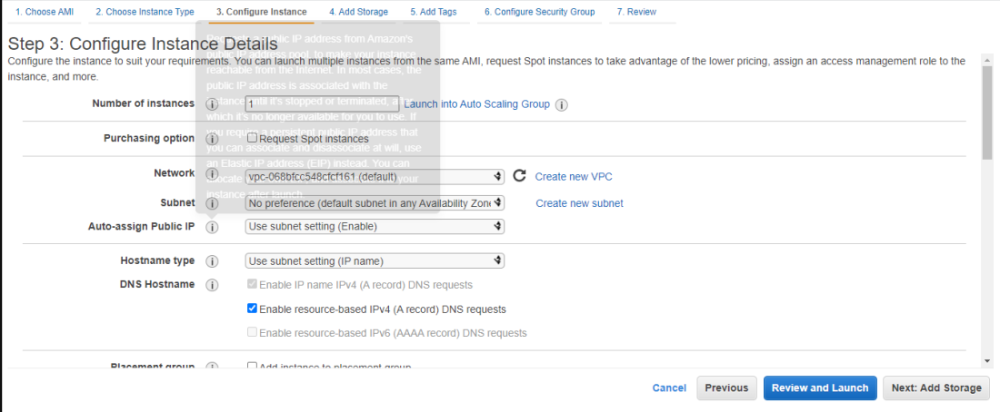 1. Choose AMI 2. Choose Instance Type 3. Configure Instance 4. Add Storage 5. Add Tags 6. Configure Security Group 7. Review
Step 3: Configure Instance Details
Configure the instance to suit your requirements. You can launch multiple instances from the same AMI, request Spot instances to take advantage of the lower pricing, assign an access management role to the
instance, and more.
public IP address from Amazon's
public IP address pool, to make your instance
reachable from the Internet. In most cases, the
public IP address is associated with the
instance until it's stopped or terminated, after
which it's no longer available for you to use. If
you require a persistent public IP address that
you can associate and disassociate at will, use
an Elastic IP address (EIP) instead. You can
allocate your
instance after launch.
Number of instances 1 Launch into Auto Scaling Group
Purchasing option Request Spot instances
Network vpc-068bfcc548cfcf161 (default) Create new VPC
Subnet No preference (default subnet in any Availability Zone Create new subnet
Auto-assign Public IP Use subnet setting (Enable)
Hostname type Use subnet setting (IP name)
DNS Hostname Enable IP name IPv4 (A record) DNS requests
Enable resource-based IPv4 (A record) DNS requests
Enable resource-based IPv6 (AAAA record) DNS requests
Placement group Add instance to placement group
Cancel Previous Review and Launch Next: Add Storage